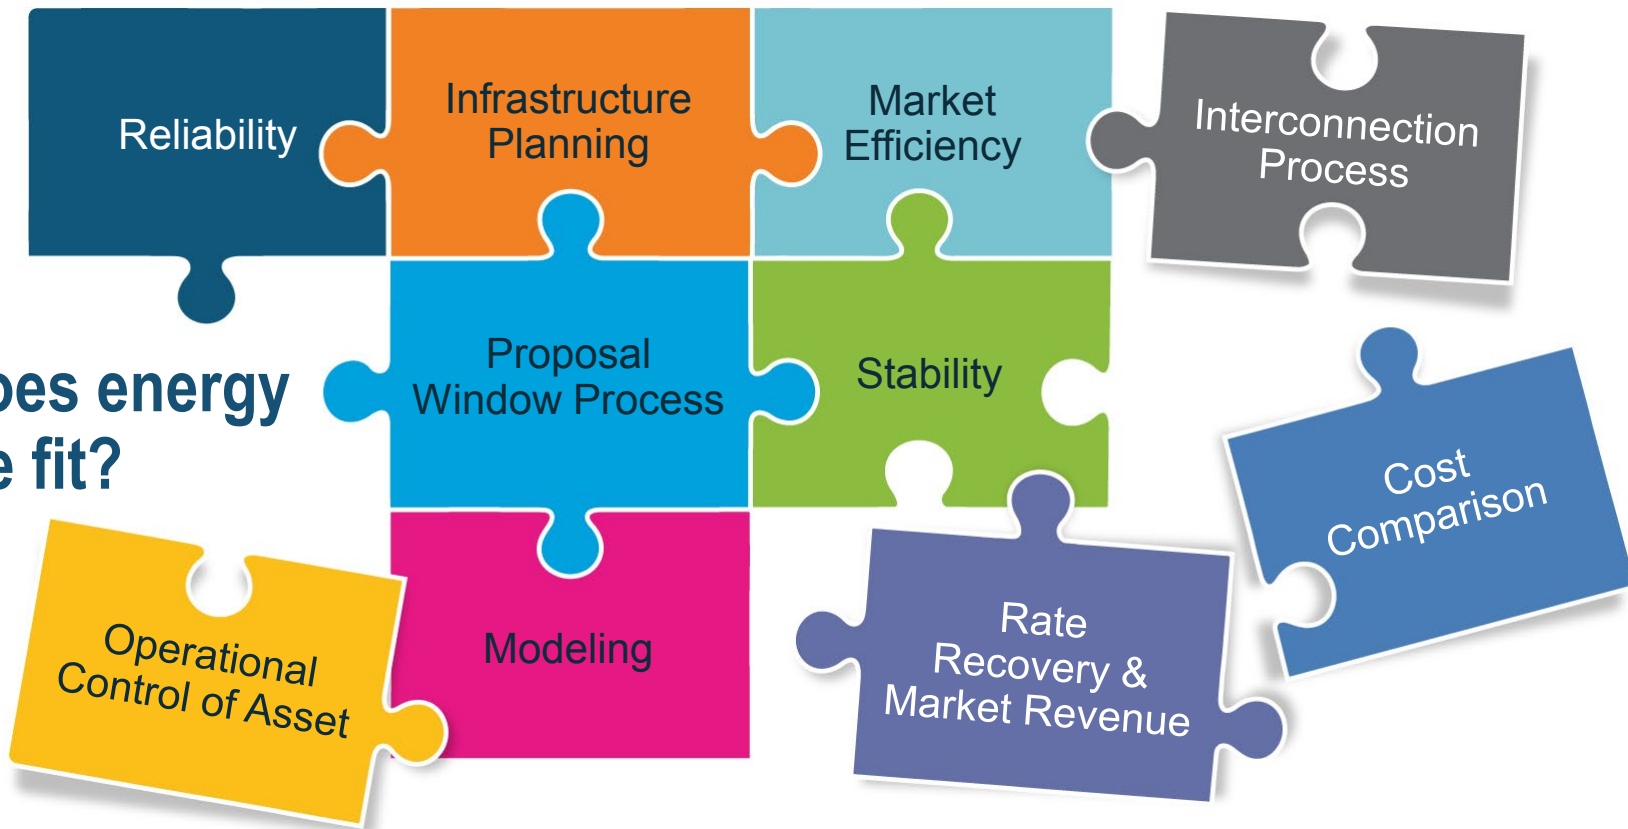 Reliability
Infrastructure
Planning
Market
Efficiency
Interconnection
Process
oes energy
e fit?
Proposal
Window Process
Stability
Cost
Comparison
Operational
Control of Asset
Modeling
Rate
Recovery &
Market Revenue